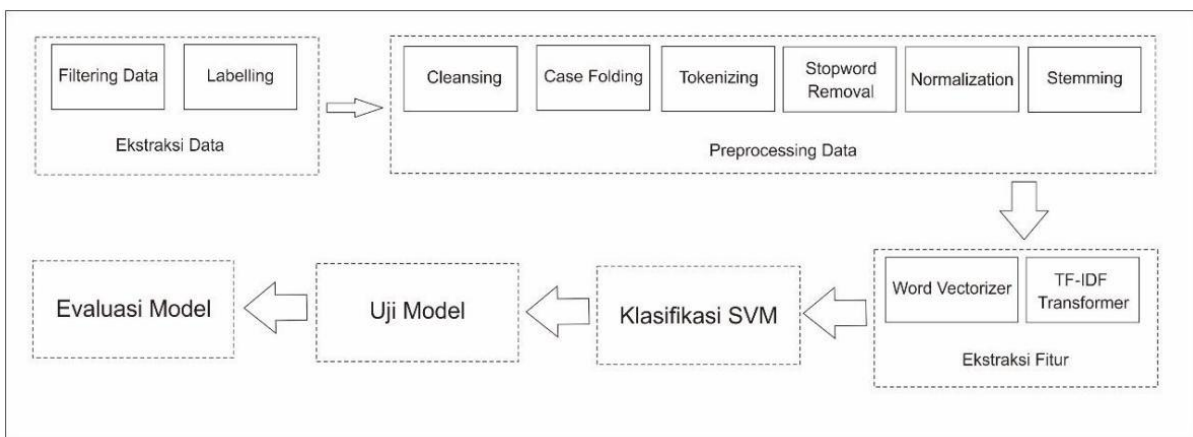 Filtering Data
Labelling
Ekstraksi Data
Cleansing
Case Folding
Tokenizing
Stopword
Removal
Normalization
Stemming
Preprocessing Data
Word Vectorizer
TF-IDF
Transformer
Ekstraksi Fitur
Klasifikasi SVM
Uji Model
Evaluasi Model